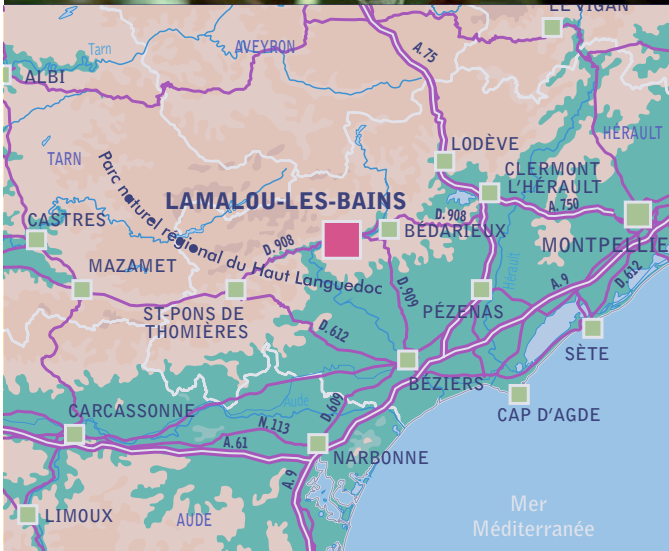 LE VIGAN
Tarn
AVEYRON
A.75
ALBI
LODÈVE
HÉRAULT
TARN
CLERMONT
L'HÉRAULT
Parc naturel régional du Haut Languedoc
LAMALOU-LES-BAINS
A.750
D.908
CASTRES
BÉDARIEUX
MONTPELLIE
D.908
Hérault
MAZAMET
A.9
D.612
D.909
ST-PONS DE
THOMIÈRES
PÉZENAS
D.612
SÈTE
BÉZIERS
Aude
D.609
CAP D'AGDE
CARCASSONNE
N.113
A.61
NARBONNE
A.9
LIMOUX
AUDE
Mer
Méditerranée